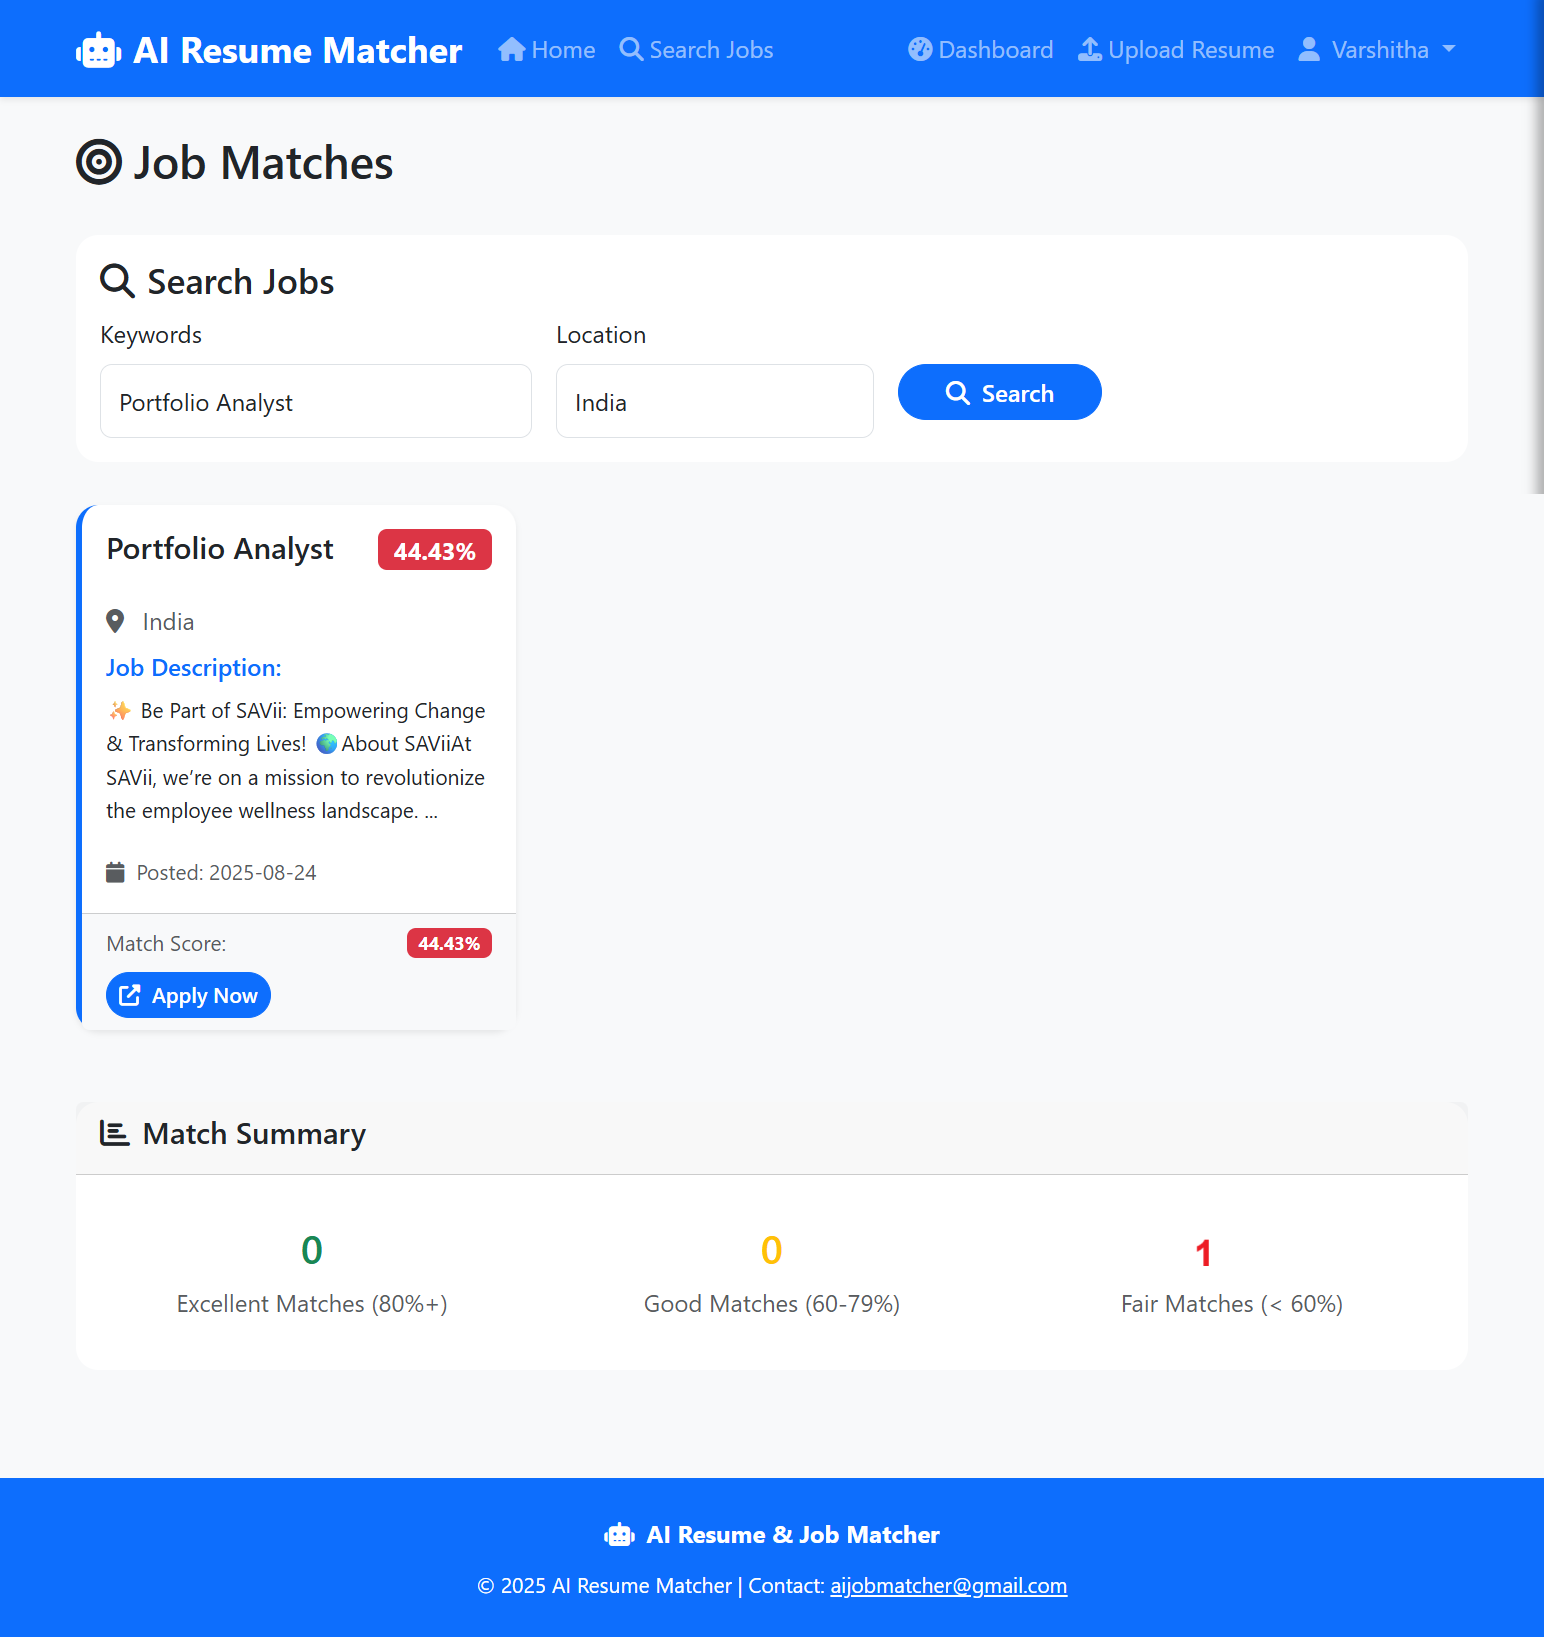 AI Resume Matcher Home Search Jobs Dashboard Upload Resume Varshitha
Job Matches
Search Jobs
Keywords Location
Portfolio Analyst India Search
Portfolio Analyst 44.43%
India
Job Description:
✨ Be Part of SAVii: Empowering Change
& Transforming Lives! 🌍 About SAViiAt
SAVii, we’re on a mission to revolutionize
the employee wellness landscape. ...
Posted: 2025-08-24
Match Score: 44.43%
Apply Now
Match Summary
0 0 1
Excellent Matches (80%+) Good Matches (60-79%) Fair Matches (< 60%)
AI Resume & Job Matcher
© 2025 AI Resume Matcher | Contact: aijobmatcher@gmail.com